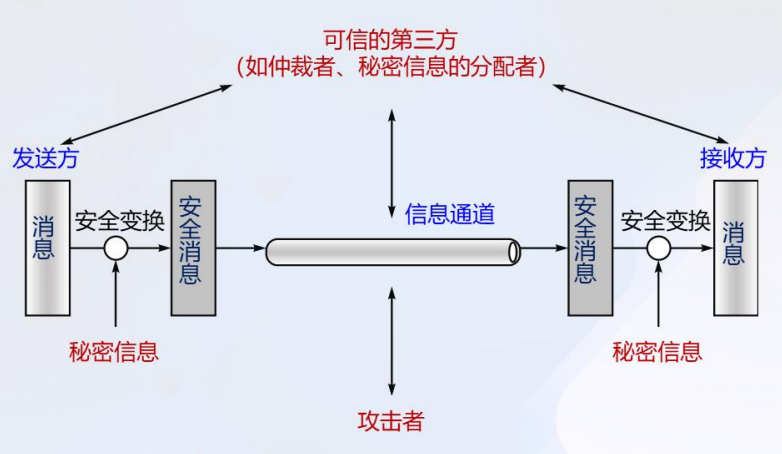 可信的第三方
（如仲裁者、秘密信息的分配者）
发送方
接收方
消息
安全变换
安全消息
信息通道
安全消息
安全变换
消息
秘密信息
秘密信息
攻击者